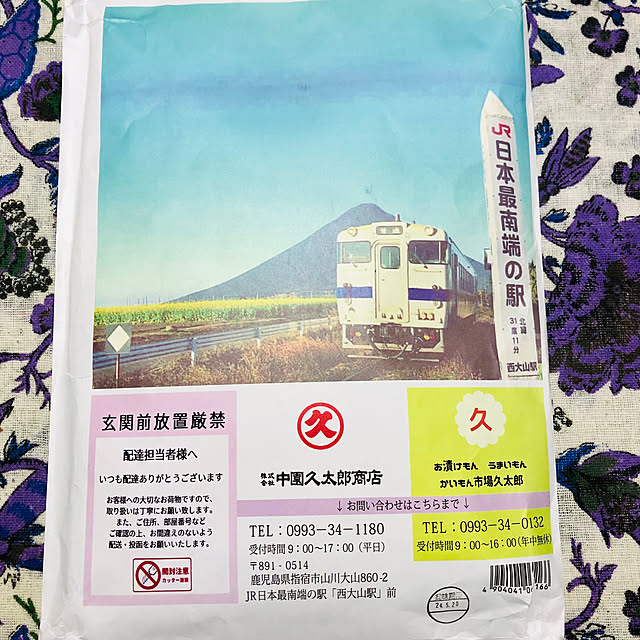 JR日本最南端の駅
北緯
31度11分
西大山駅
玄関前放置厳禁
配達担当者様へ
いつも配達ありがとうございます
お客様への大切なお荷物ですので、
取り扱いは丁寧にお願い致します。
また、ご住所、部屋番号など
ご確認の上、お間違えのないよう
配送・投函をお願いいたします。
開封注意
カッター厳禁
久
株式会社 中園久太郎商店
久
お漬けもん うまいもん
かいもん市場久太郎
↓お問い合わせはこちらまで↓
TEL:0993-34-1180
受付時間9:00~17:00(平日)
〒891-0514
鹿児島県指宿市山川大山860-2
JR日本最南端の駅「西大山駅」前
TEL:0993-34-0132
受付時間9:00~16:00(年中無休)
24.5.20
4 904041 0 166